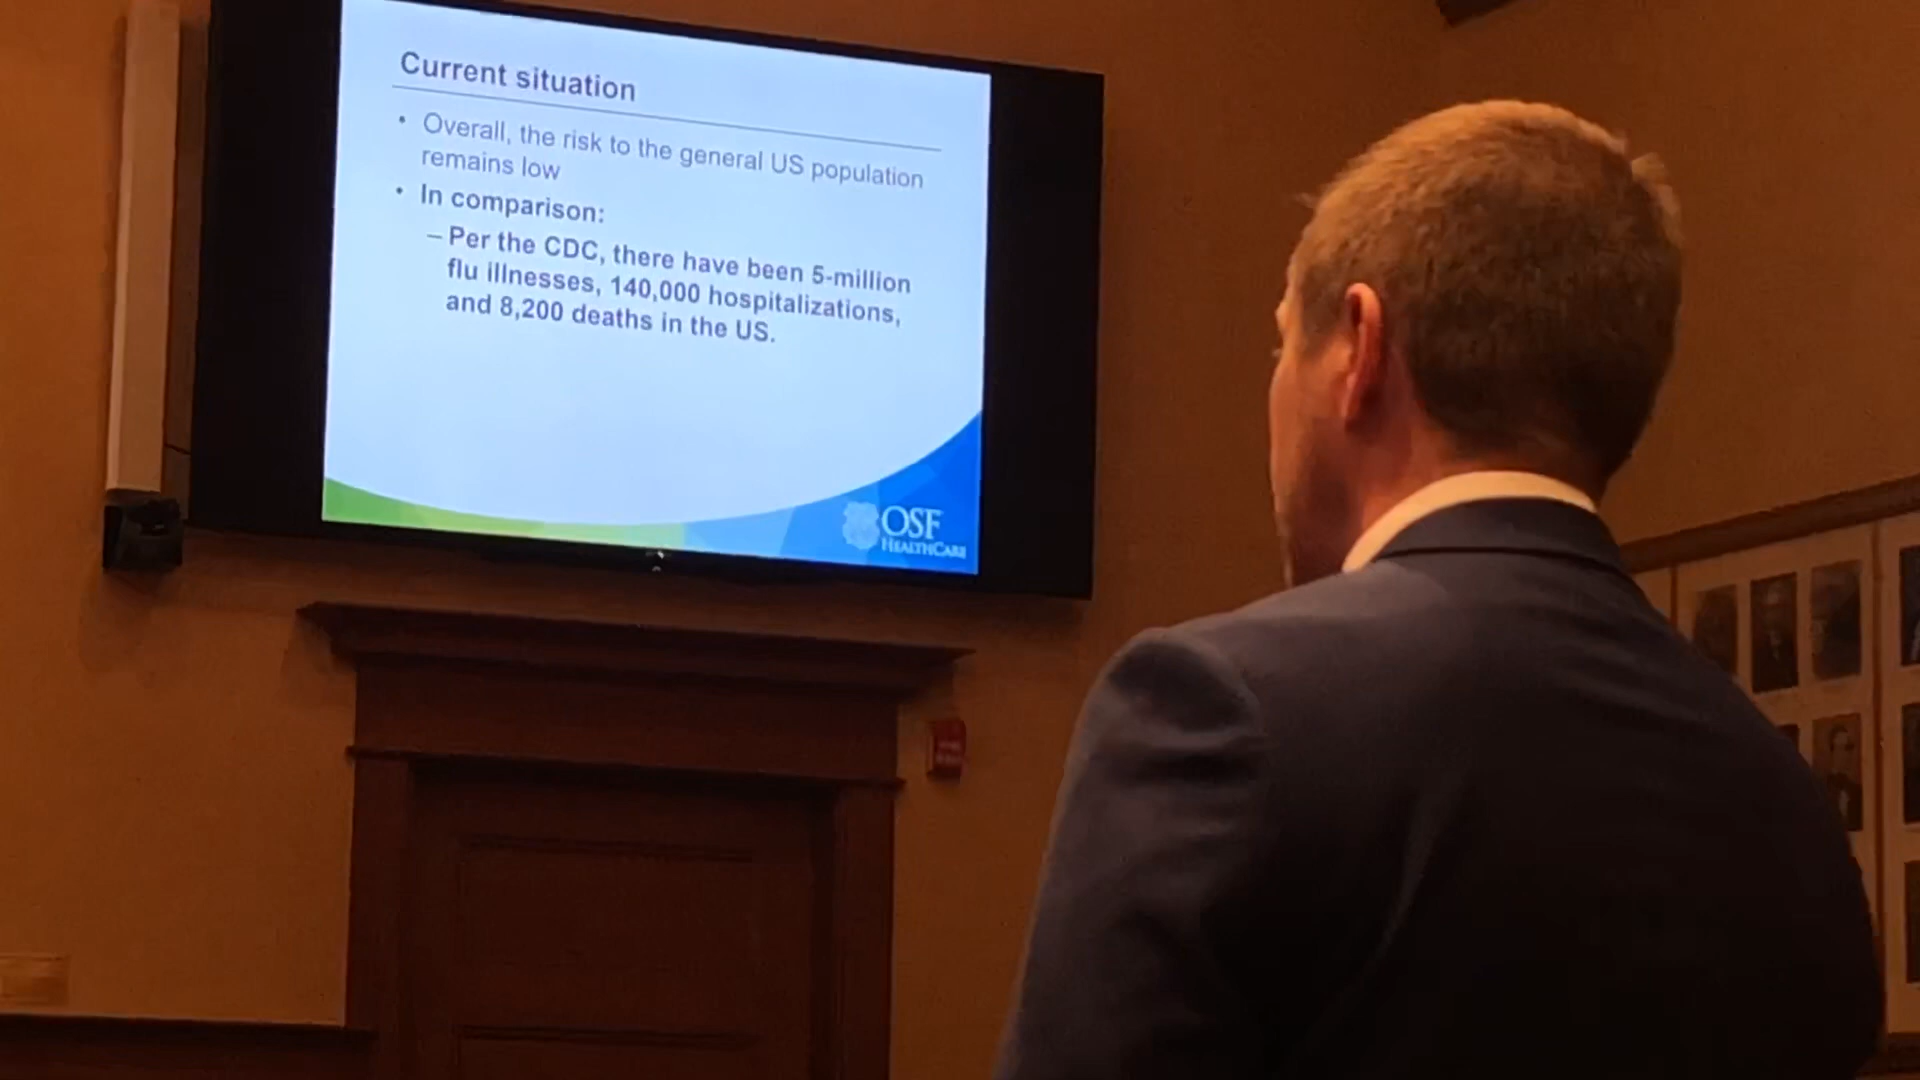 Current situation
• Overall, the risk to the general US population
remains low
• In comparison:
– Per the CDC, there have been 5-million
flu illnesses, 140,000 hospitalizations,
and 8,200 deaths in the US.
OSF
HEALTHCARE